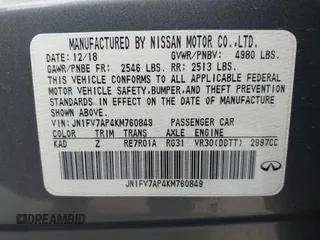 MANUFACTURED BY NISSAN MOTOR CO.,LTD.
12/18 GVWR/PNBV: 4980 LBS.
GAWR/PNBE FR: 2546 LBS. RR: 2513 LBS.
THIS VEHICLE CONFORMS TO ALL APPLICABLE FEDERAL
MOTOR VEHICLE SAFETY,BUMPER,AND THEFT PREVENTION
STANDARDS IN EFFECT ON THE DATE OF MANUFACTURE
SHOWN ABOVE.
VIN: JN1FV7AP4KM760849 PASSENGER CAR
COLOR TRIM TRANS AXLE ENGINE
KAD Z RE7R01A RG31 VR30(DDTT) 2997CC
JN1FV7AP4KM760849
DREAMBID